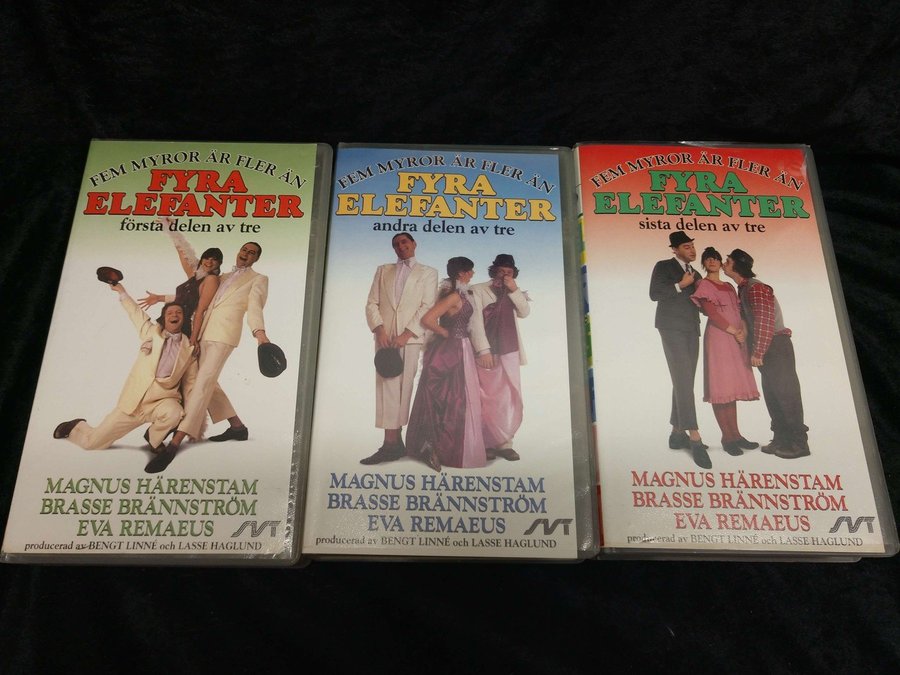 FEM MYROR ÄR FLER ÄN
FYRA
ELEFANTER
första delen av tre
MAGNUS HÄRENSTAM
BRASSE BRÄNNSTRÖM
EVA REMAEUS
SVT
producerad av BENGT LINNÉ och LASSE HAGLUND
FEM MYROR ÄR FLER ÄN
FYRA
ELEFANTER
andra delen av tre
MAGNUS HÄRENSTAM
BRASSE BRÄNNSTRÖM
EVA REMAEUS
SVT
producerad av BENGT LINNÉ och LASSE HAGLUND
FEM MYROR ÄR FLER ÄN
FYRA
ELEFANTER
sista delen av tre
MAGNUS HÄRENSTAM
BRASSE BRÄNNSTRÖM
EVA REMAEUS
SVT
producerad av BENGT LINNÉ och LASSE HAGLUND